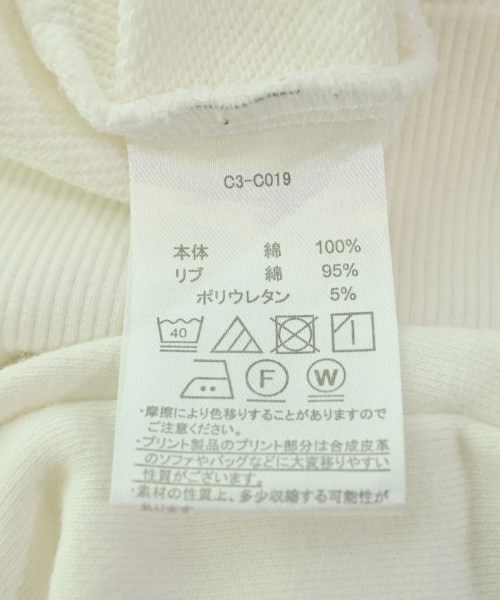 C3-C019
本体 綿 100%
リブ 綿 95%
ポリウレタン 5%
40
F W
・摩擦により色移りすることがありますので
ご注意ください。
・プリント製品のプリント部分は合成皮革
のソファやバッグなどに大変移りやすい
性質がございます。
・素材の性質上、多少収縮する可能性が
あります